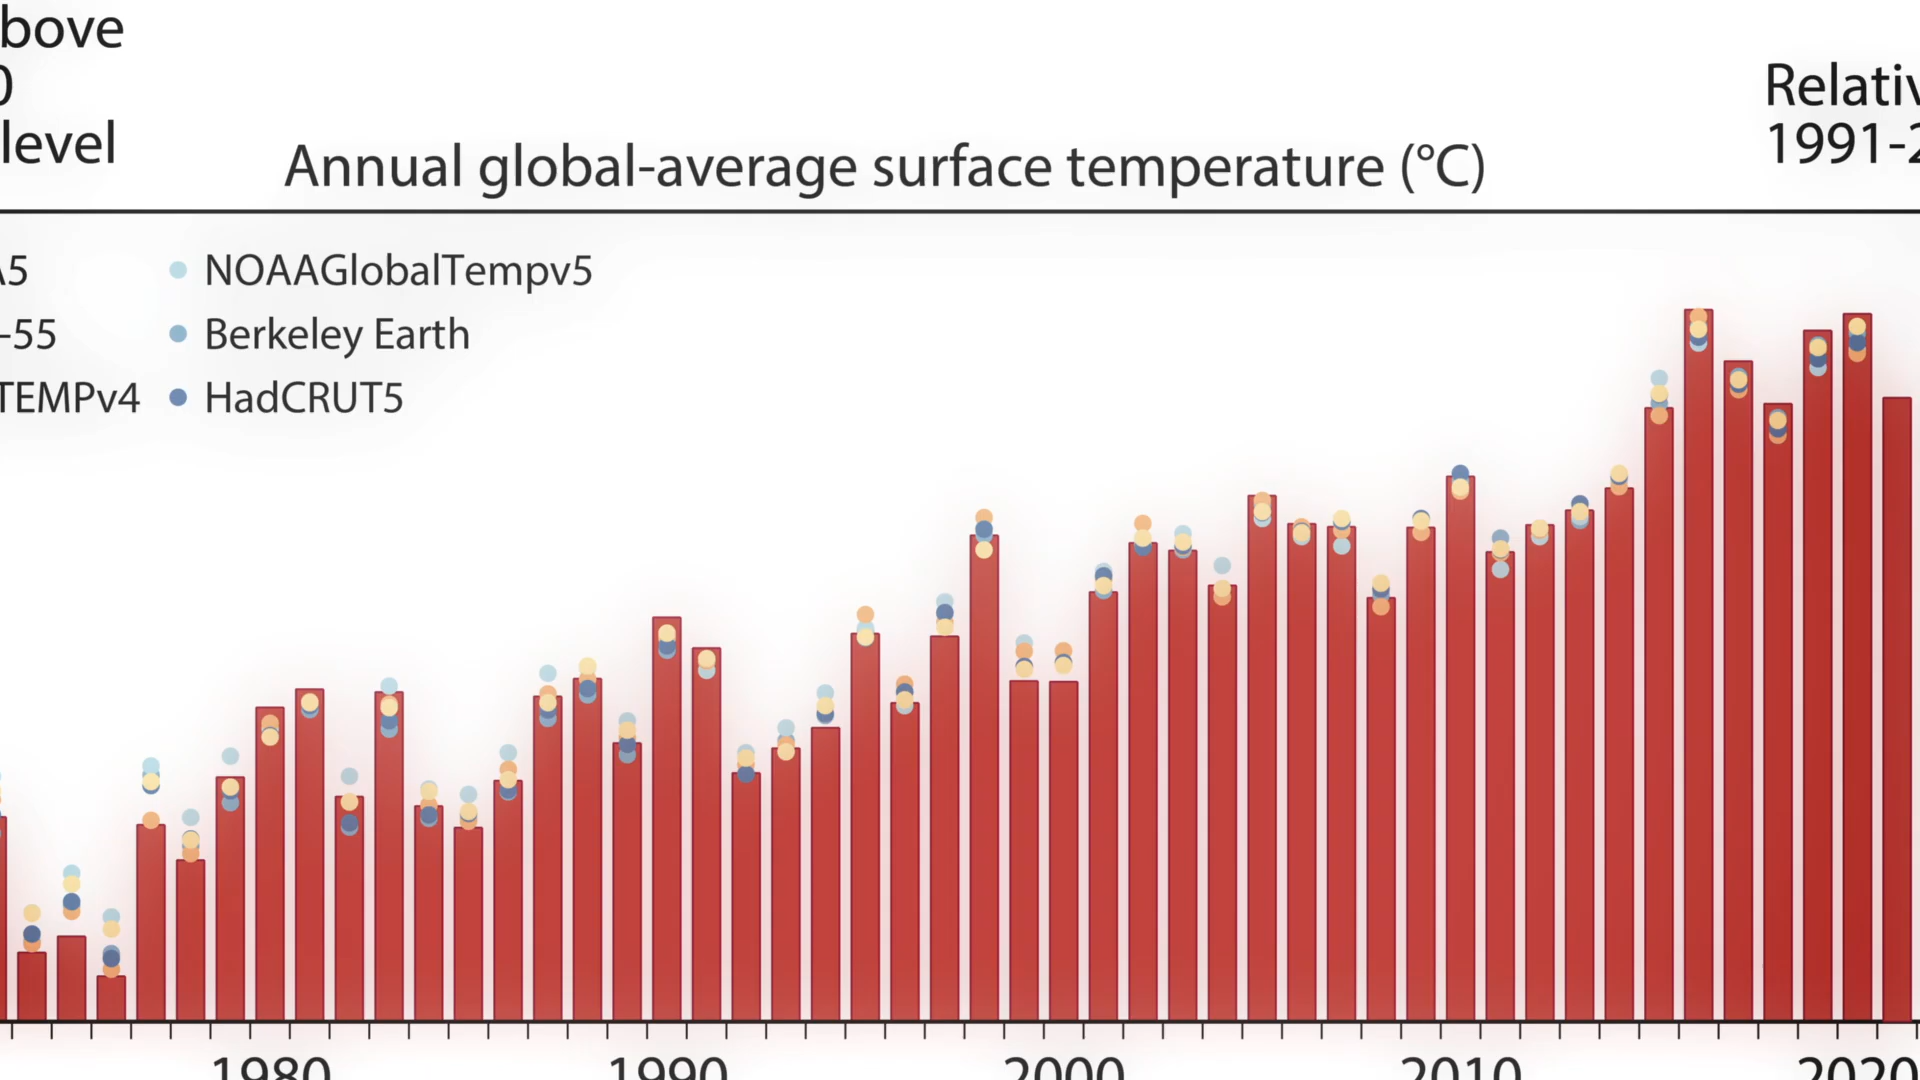 bove
0
level
Relativ
1991-2
Annual global-average surface temperature (°C)
A5
NOAAGlobalTempv5
-55
Berkeley Earth
TEMPv4
HadCRUT5
1980
1990
2000
2010
2020